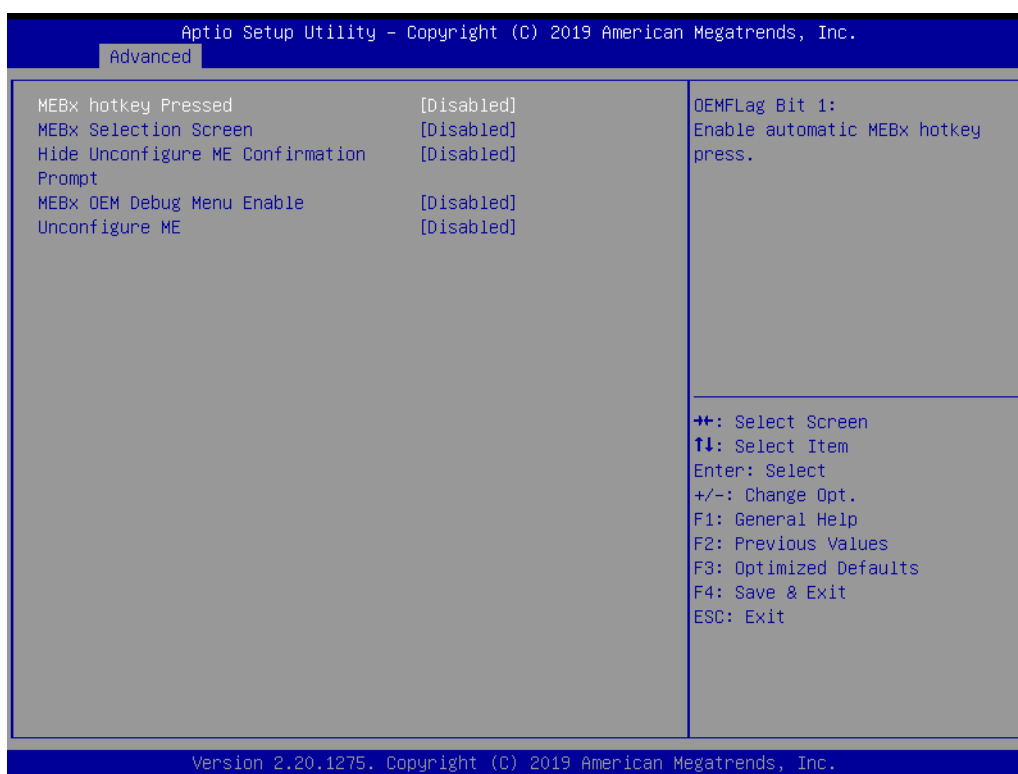 Aptio Setup Utility – Copyright (C) 2019 American Megatrends, Inc.
Advanced
MEBx hotkey Pressed [Disabled]
MEBx Selection Screen [Disabled]
Hide Unconfigure ME Confirmation [Disabled]
Prompt
MEBx OEM Debug Menu Enable [Disabled]
Unconfigure ME [Disabled]
OEMFLag Bit 1:
Enable automatic MEBx hotkey
press.
→←: Select Screen
↑↓: Select Item
Enter: Select
+/-: Change Opt.
F1: General Help
F2: Previous Values
F3: Optimized Defaults
F4: Save & Exit
ESC: Exit
Version 2.20.1275. Copyright (C) 2019 American Megatrends, Inc.